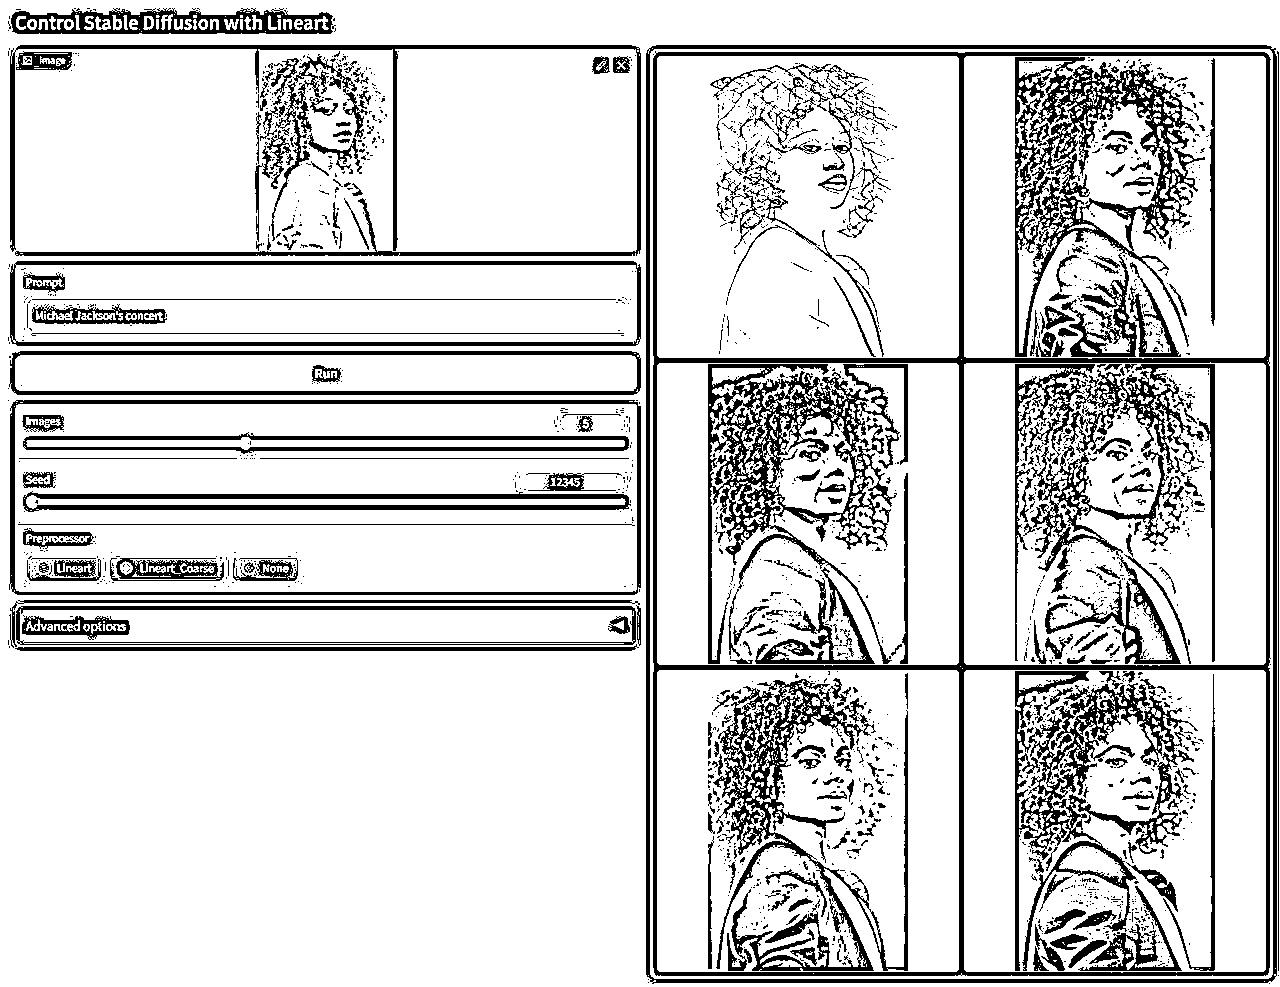 Control Stable Diffusion with Lineart
Image
Prompt
Michael Jackson's concert
Run
Images
5
Seed
12345
Preprocessor
Lineart
Lineart_Coarse
None
Advanced options